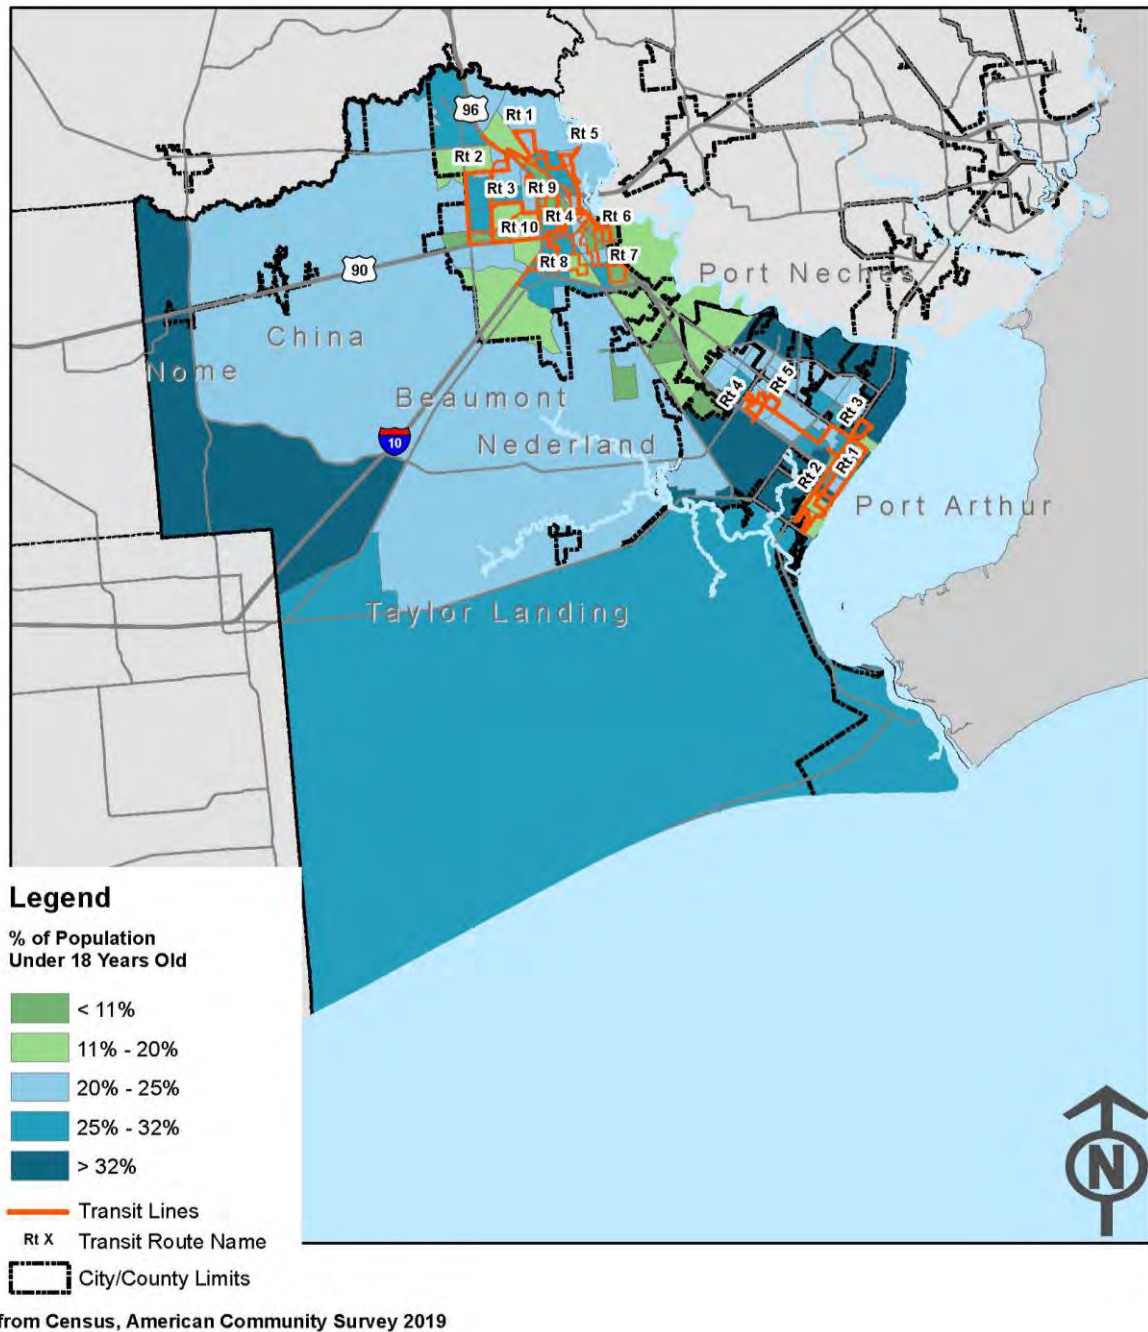 96
Rt 1
Rt 5
Rt 2
Rt 3
Rt 9
Rt 4
Rt 6
Rt 10
Rt 7
Rt 8
90
Port Neches
China
Nome
Beaumont
Rt 4
Rt 5
Rt 3
10
Nederland
Rt 2
Rt 1
Port Arthur
Taylor Landing
Legend
% of Population
Under 18 Years Old
< 11%
11% - 20%
20% - 25%
25% - 32%
> 32%
Transit Lines
Rt X Transit Route Name
City/County Limits
N
from Census, American Community Survey 2019